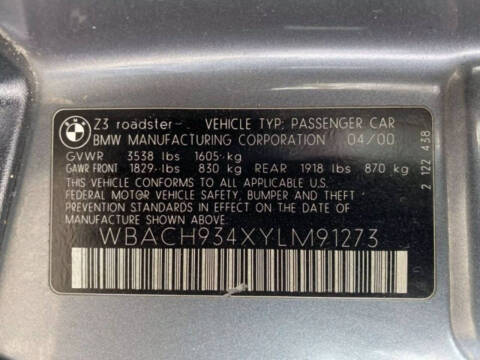 BMW
Z3 roadster VEHICLE TYP; PASSENGER CAR
BMW MANUFACTURING CORPORATION 04/00
GVWR 3538 lbs 1605 kg
GAWR FRONT 1829 lbs 830 kg REAR 1918 lbs 870 kg
THIS VEHICLE CONFORMS TO ALL APPLICABLE U.S.
FEDERAL MOTOR VEHICLE SAFETY, BUMPER AND THEFT
PREVENTION STANDARDS IN EFFECT ON THE DATE
OF MANUFACTURE SHOWN ABOVE.
WBACH934XYLM91273
2 122 438